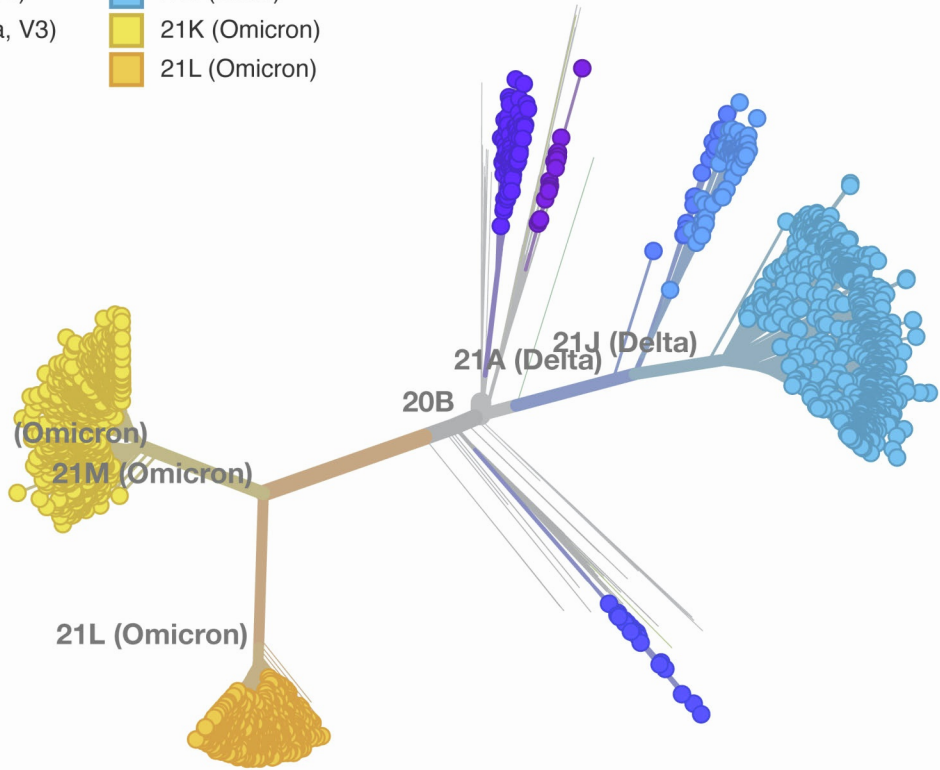 a, V3)
21K (Omicron)
21L (Omicron)
21J (Delta)
21A (Delta)
20B
(Omicron)
21M (Omicron)
21L (Omicron)